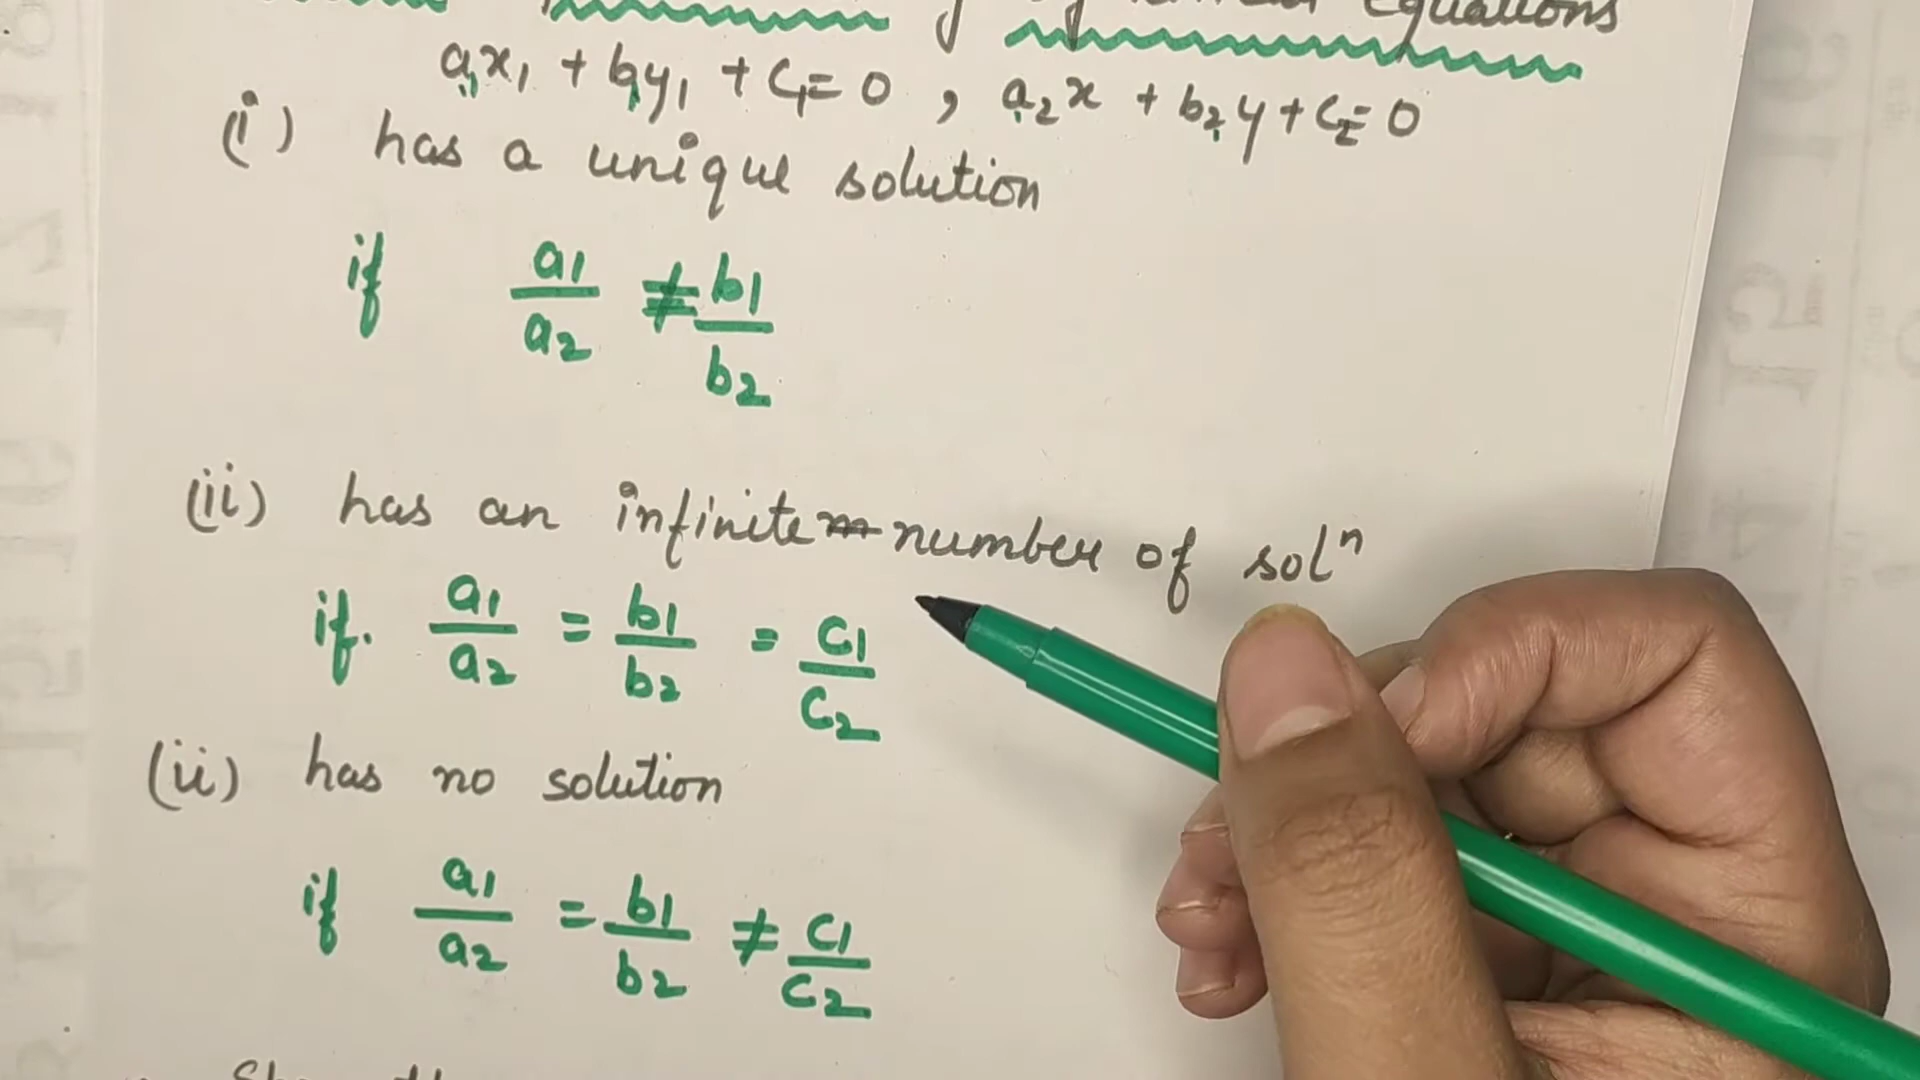 Equations
a₁x₁ + b₁y₁ + c₁ = 0 , a₂x + b₂y + c₂ = 0
(i) has a unique solution
if a1/a2 ≠ b1/b2
(ii) has an infinite number of solⁿ
if. a1/a2 = b1/b2 = c1/c2
(ii) has no solution
if a1/a2 = b1/b2 ≠ c1/c2